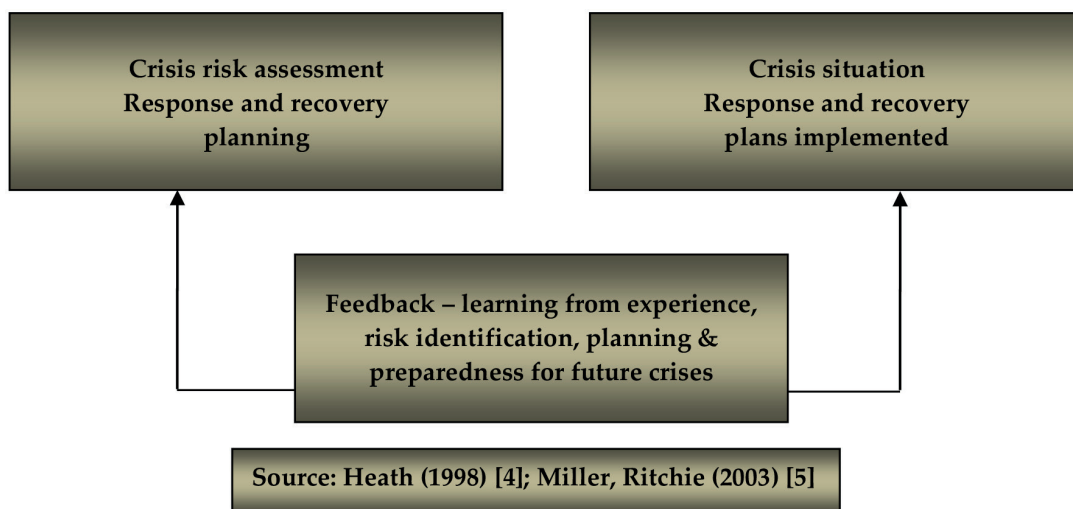 Crisis risk assessment
Response and recovery
planning
Crisis situation
Response and recovery
plans implemented
Feedback – learning from experience,
risk identification, planning &
preparedness for future crises
Source: Heath (1998) [4]; Miller, Ritchie (2003) [5]